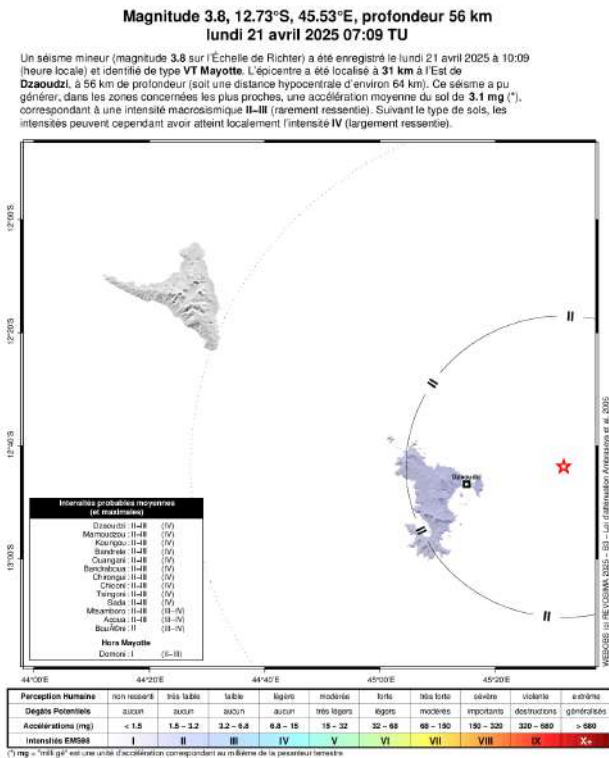 Magnitude 3.8, 12.73°S, 45.53°E, profondeur 56 km
lundi 21 avril 2025 07:09 TU
Un séisme mineur (magnitude 3.8 sur l'Échelle de Richter) a été enregistré le lundi 21 avril 2025 à 10:09
(heure locale) et identifié de type VT Mayotte. L'épicentre a été localisé à 31 km à l'Est de
Dzaoudzi, à 56 km de profondeur (soit une distance hypocentrale d'environ 64 km). Ce séisme a pu
générer, dans les zones concernées les plus proches, une accélération moyenne du sol de 3.1 mg (*),
correspondant à une intensité macrosismique II–III (rarement ressentie). Suivant le type de sols, les
intensités peuvent cependant avoir atteint localement l'intensité IV (largement ressentie).
12°00'S
12°20'S
12°40'S
13°00'S
II
II
II
II
Dzaoudzi
WEBOBS (c) REVOSIMA 2025 – B3 – Loi d'atténuation Ambraseys et al. 2005
Intensités probables moyennes
(et maximales)
Dzaoudzi : II–III (IV)
Mamoudzou : II–III (IV)
Koungou : II–III (IV)
Bandrele : II–III (IV)
Ouangani : II–III (IV)
Bandraboua : II–III (IV)
Chirongui : II–III (IV)
Chiconi : II–III (IV)
Tsingoni : II–III (IV)
Sada : II–III (IV)
Mtsamboro : II–III (III–IV)
Acoua : II–III (III–IV)
: II (III–IV)
Hors Mayotte
Domoni : I (II–III)
44°00'E 44°20'E 44°40'E 45°00'E 45°20'E
Perception Humaine non ressenti très faible faible légère modérée forte très forte sévère violente extrême
Dégâts Potentiels aucun aucun aucun aucun très légers légers modérés importants destructions généralisés
Accélérations (mg) < 1.5 1.5 – 3.2 3.2 – 6.8 6.8 – 15 15 – 32 32 – 68 68 – 150 150 – 320 320 – 680 > 680
Intensités EMS98 I II III IV V VI VII VIII IX X+
(*) mg = "milli gé" est une unité d'accélération correspondant au millième de la pesanteur terrestre